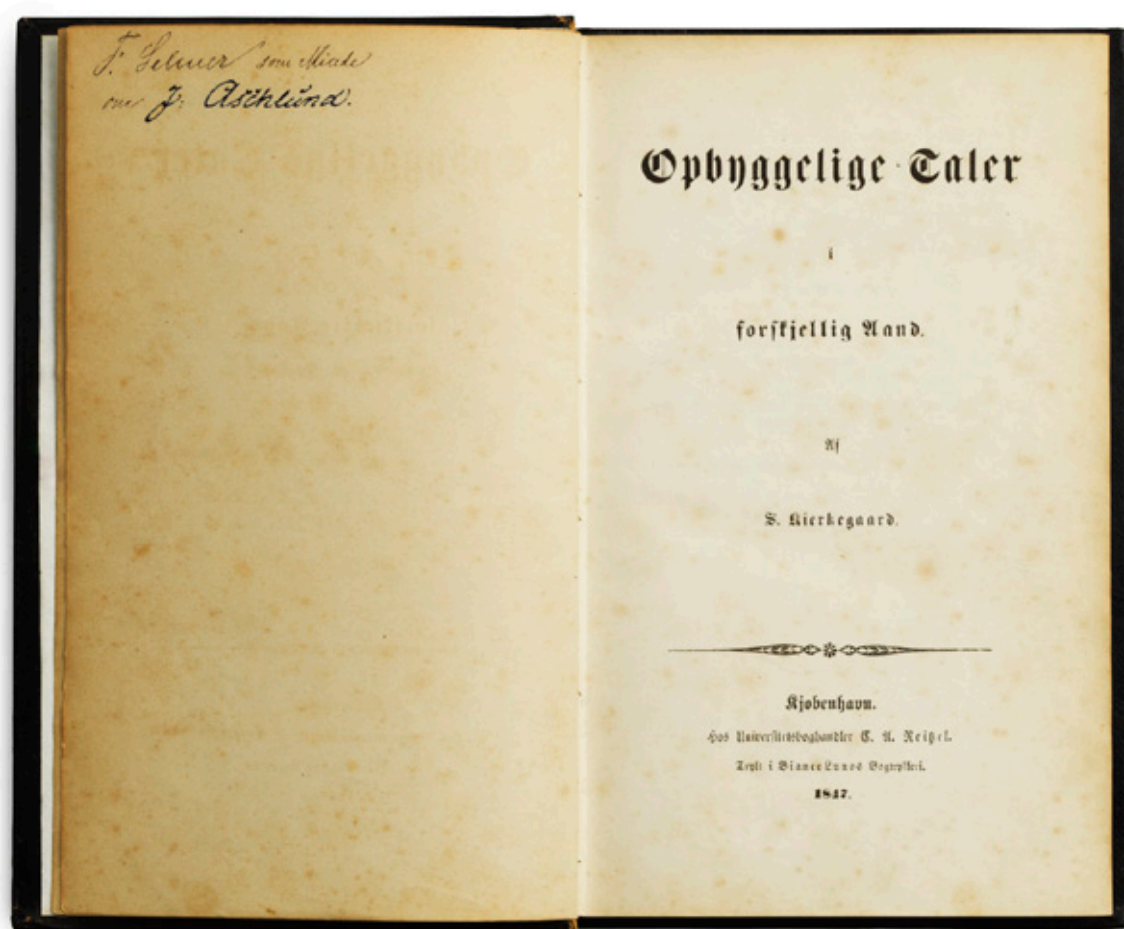 F. Selmer som Minde
om J. Aschlund.
Opbyggelige Taler
i
forskjellig Aand.
Af
S. Kierkegaard.
Kjøbenhavn.
Hos Universitetsboghandler C. A. Reitzel.
Trykt i Bianco Lunos Bogtrykkeri.
1847.